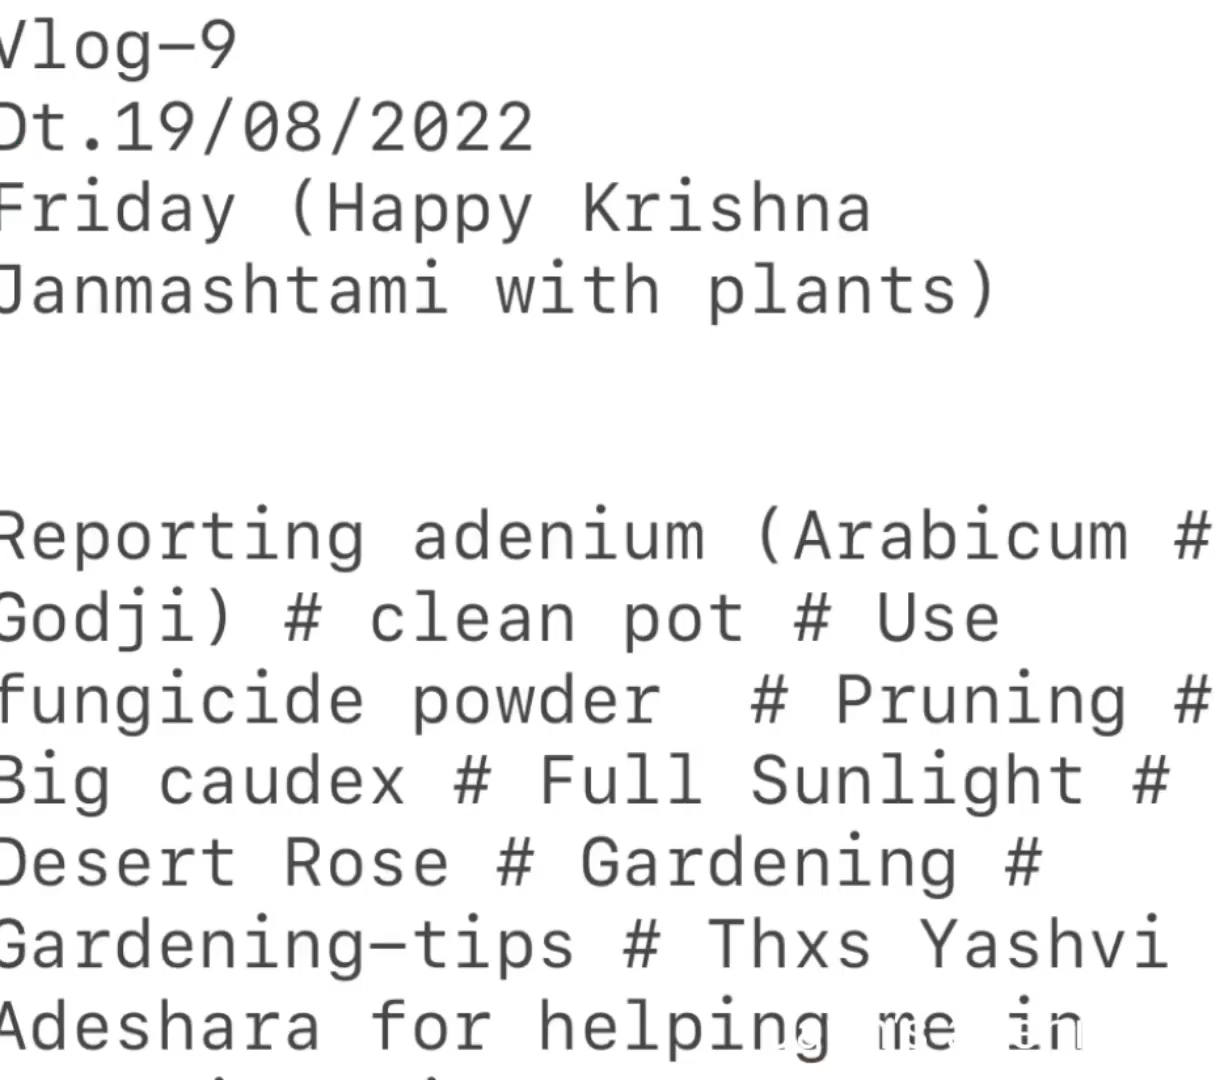 Vlog-9
Dt.19/08/2022
Friday (Happy Krishna
Janmashtami with plants)
Reporting adenium (Arabicum #
Godji) # clean pot # Use
fungicide powder # Pruning #
Big caudex # Full Sunlight #
Desert Rose # Gardening #
Gardening-tips # Thxs Yashvi
Adeshara for helping me in